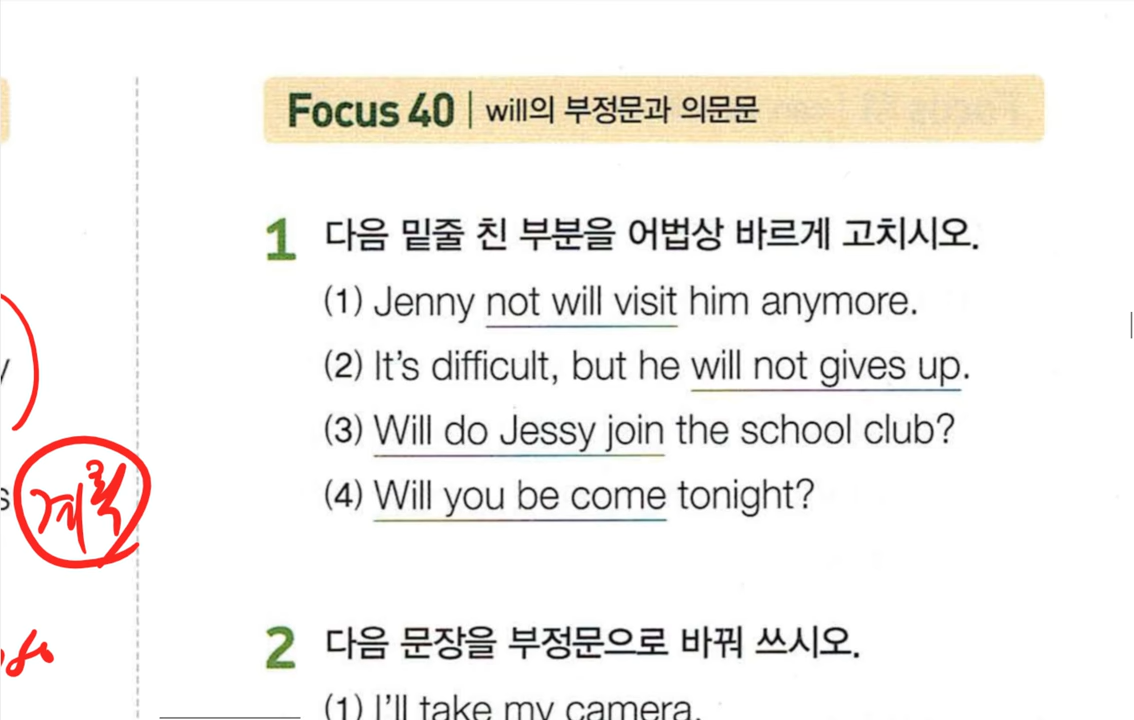 Focus 40 | will의 부정문과 의문문
1 다음 밑줄 친 부분을 어법상 바르게 고치시오.
(1) Jenny not will visit him anymore.
(2) It's difficult, but he will not gives up.
(3) Will do Jessy join the school club?
계획
(4) Will you be come tonight?
2 다음 문장을 부정문으로 바꿔 쓰시오.
(1) I'll take my camera.